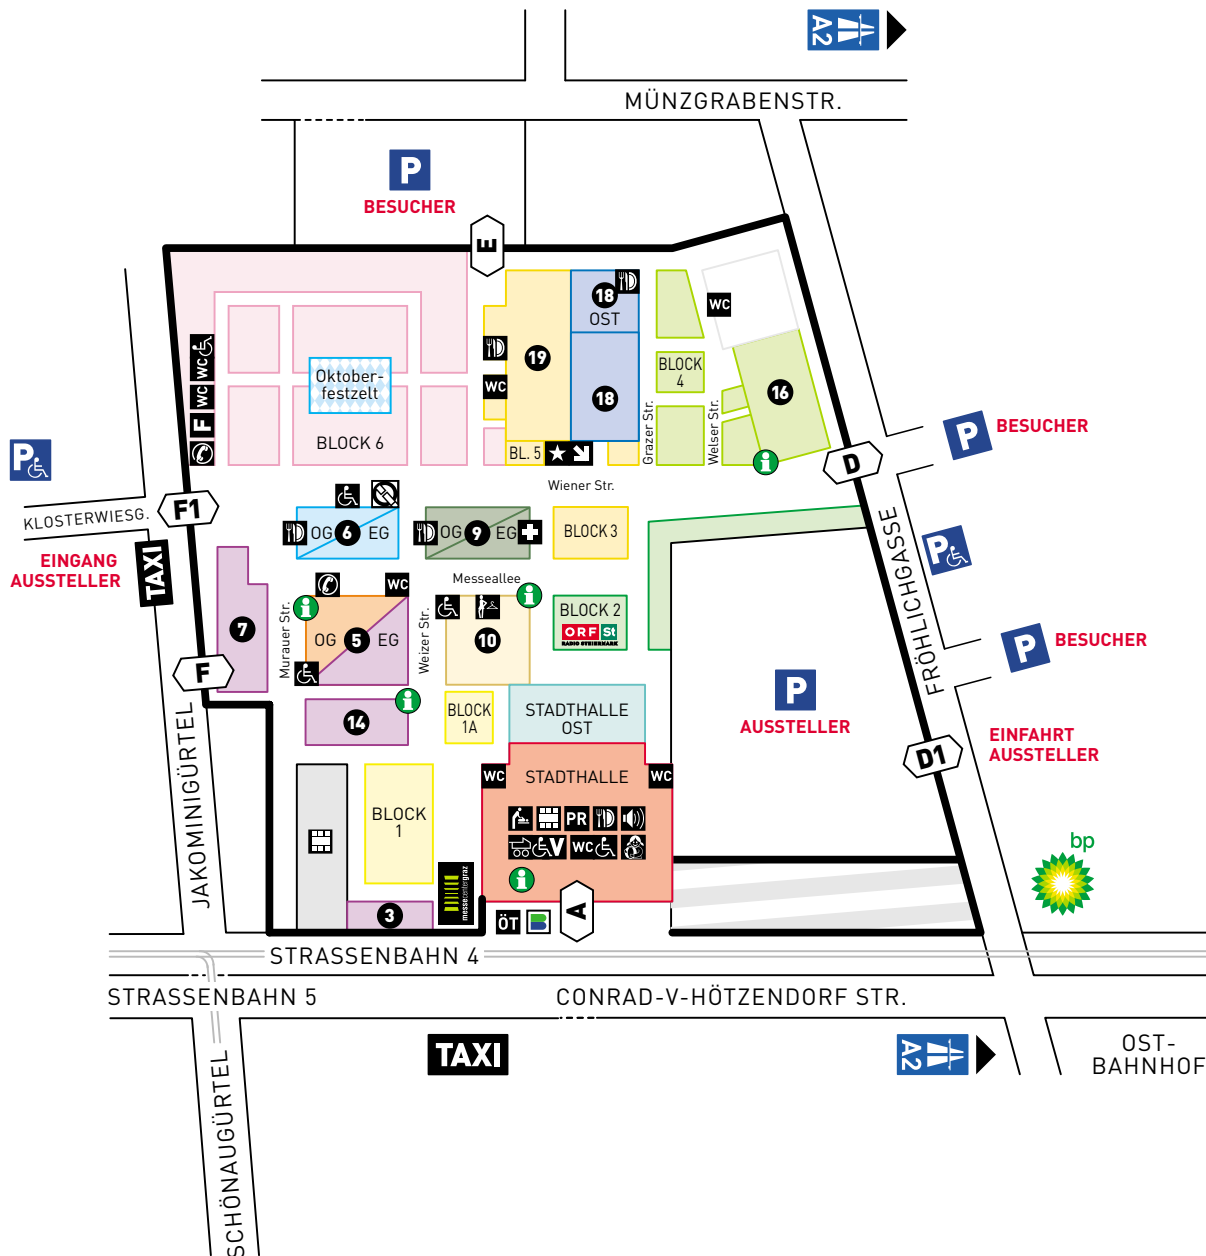 A2
MÜNZGRABENSTR.
P
BESUCHER
E
18
OST
WC
19
18
BLOCK
4
16
WC
Oktober-
festzelt
WC
WC
F
BLOCK 6
BL. 5
Grazer Str.
Welser Str.
P
BESUCHER
D
P
Wiener Str.
F1
KLOSTERWIESG.
OG 6 EG
OG 9 EG
BLOCK 3
P
FRÖHLICHGASSE
EINGANG
AUSSTELLER
TAXI
Messeallee
WC
7
Murauer Str.
OG 5 EG
Weizer Str.
10
BLOCK 2
ORF St
RADIO STEIERMARK
P
BESUCHER
F
P
AUSSTELLER
14
BLOCK
1A
STADTHALLE
OST
EINFAHRT
AUSSTELLER
D1
JAKOMINIGÜRTEL
WC
STADTHALLE
WC
BLOCK
1
PR
V
WC
bp
messecentergraz
3
ÖT
B
A
STRASSENBAHN 4
STRASSENBAHN 5
CONRAD-V-HÖTZENDORF STR.
TAXI
A2
OST-
BAHNHOF
SCHÖNAUGÜRTEL